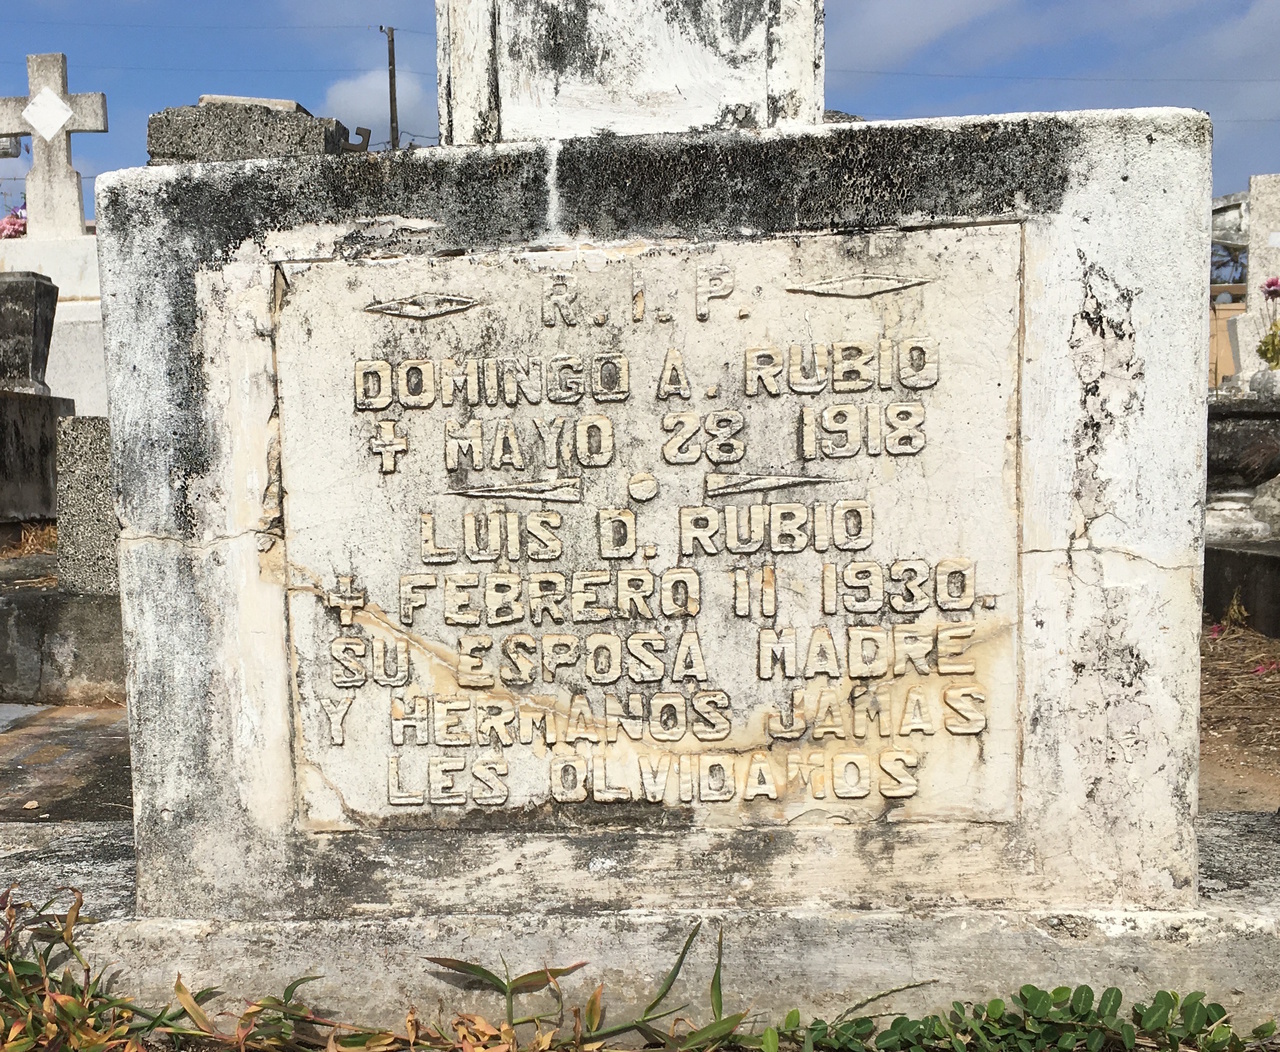 R.I.P.
DOMINGO A. RUBIO
✝ MAYO 28 1918
LUIS D. RUBIO
✝ FEBRERO 11 1930.
SU ESPOSA MADRE
Y HERMANOS JAMAS
LES OLVIDAMOS